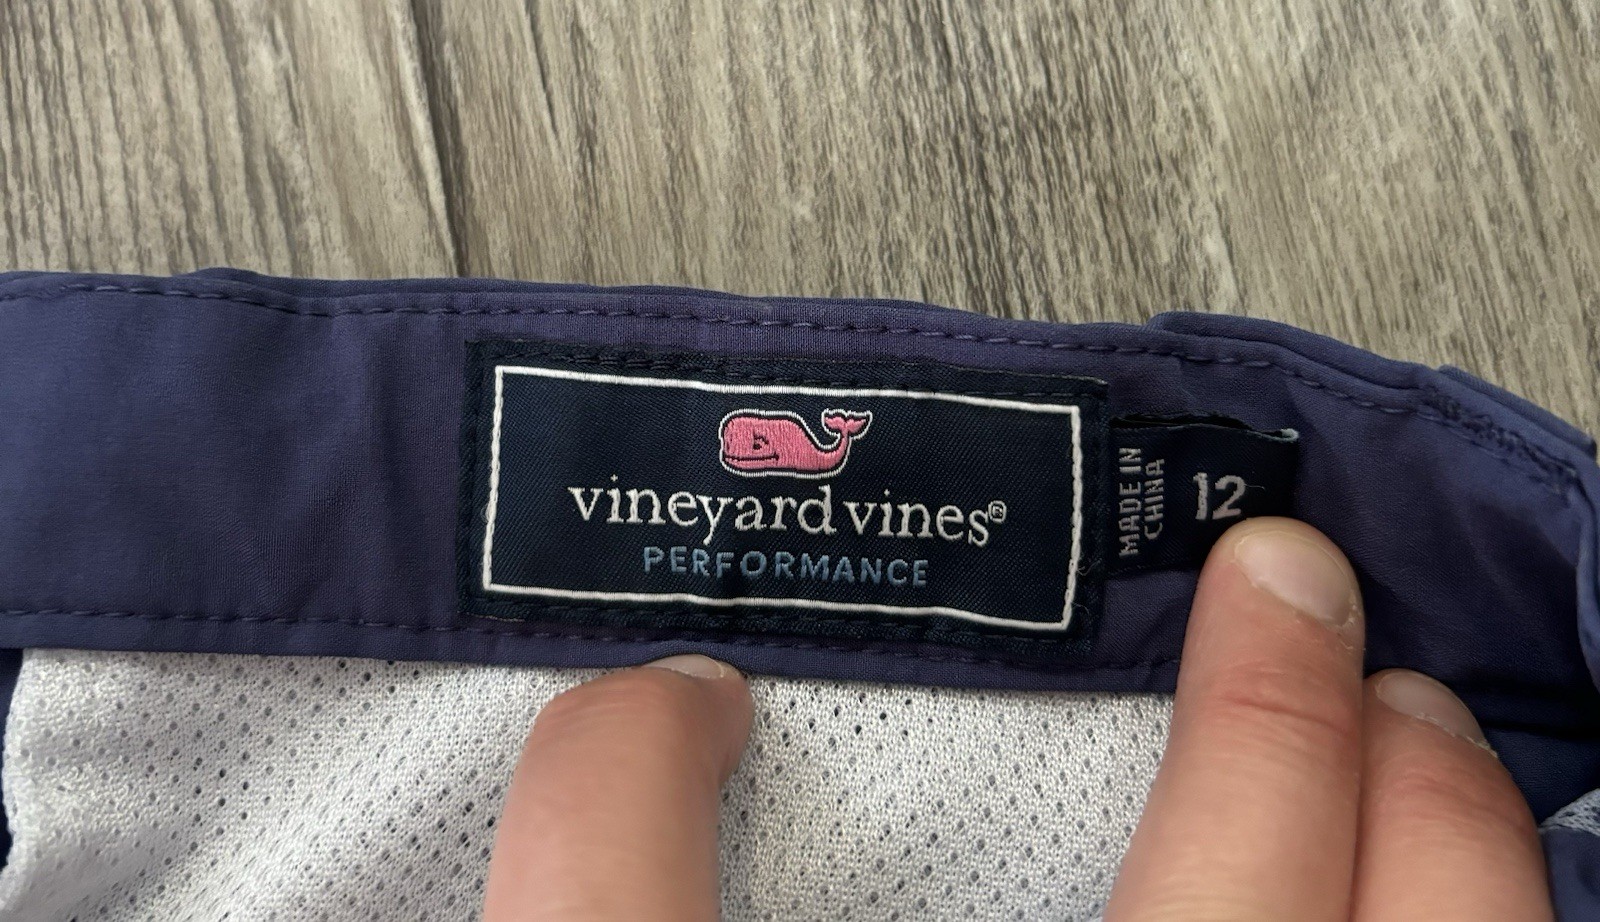 vineyard vines®
PERFORMANCE
MADE IN
CHINA
12